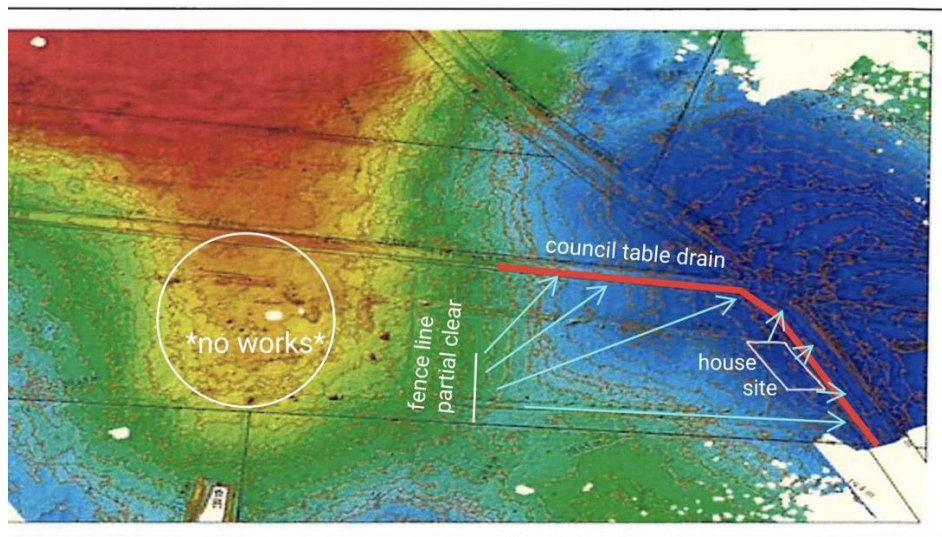 council table drain
*no works*
fence line
partial clear
house
site